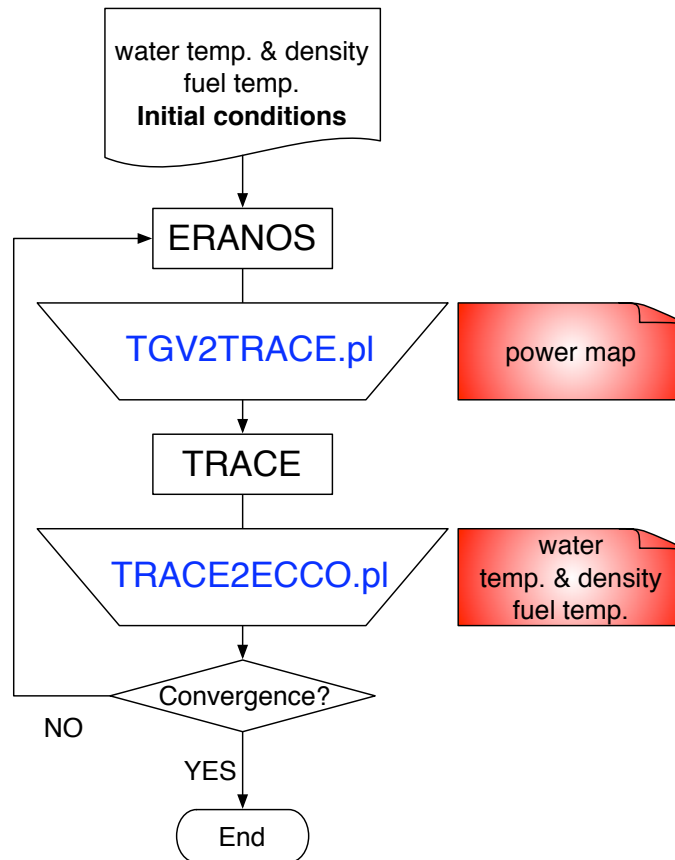 water temp. & density
fuel temp.
Initial conditions
ERANOS
TGV2TRACE.pl
power map
TRACE
TRACE2ECCO.pl
water
temp. & density
fuel temp.
Convergence?
NO
YES
End